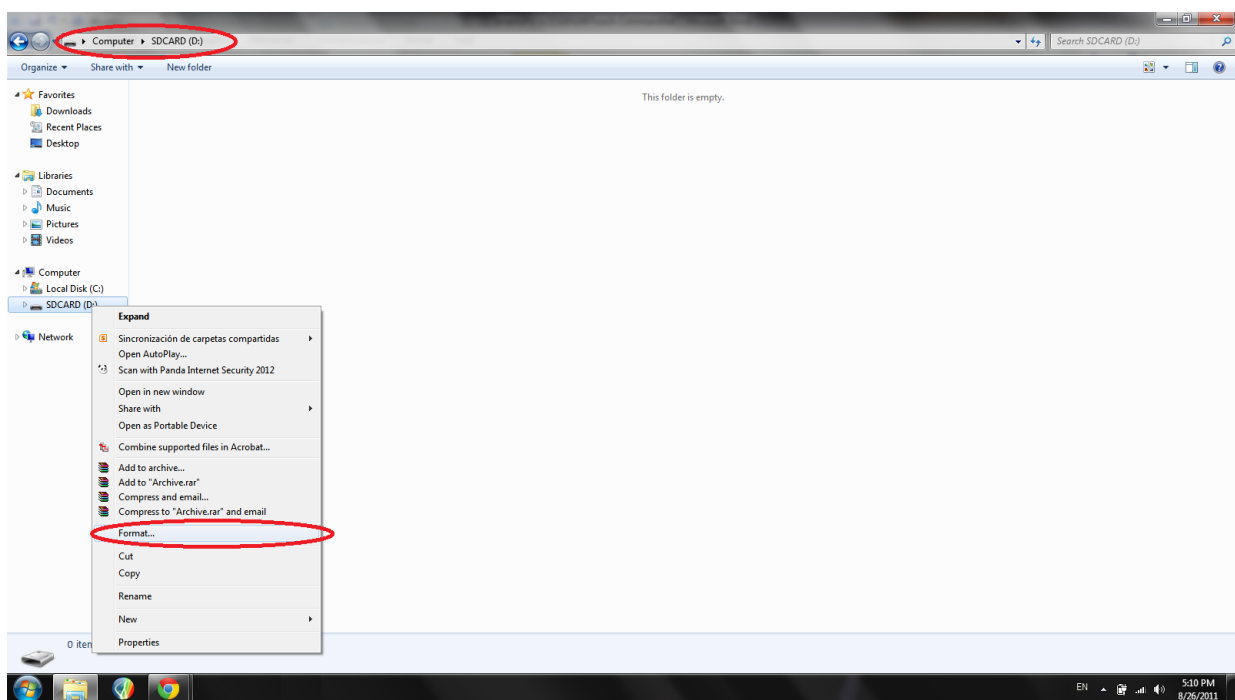 Computer SDCARD (D:)
Search SDCARD (D:)
Organize Share with New folder
Favorites
Downloads
Recent Places
Desktop
Libraries
Documents
Music
Pictures
Videos
Computer
Local Disk (C:)
SDCARD (D:)
Network
This folder is empty.
Expand
Sincronización de carpetas compartidas
Open AutoPlay...
Scan with Panda Internet Security 2012
Open in new window
Share with
Open as Portable Device
Combine supported files in Acrobat...
Add to archive...
Add to "Archive.rar"
Compress and email...
Compress to "Archive.rar" and email
Format...
Cut
Copy
Rename
New
Properties
0 iten
EN
5:10 PM
8/26/2011